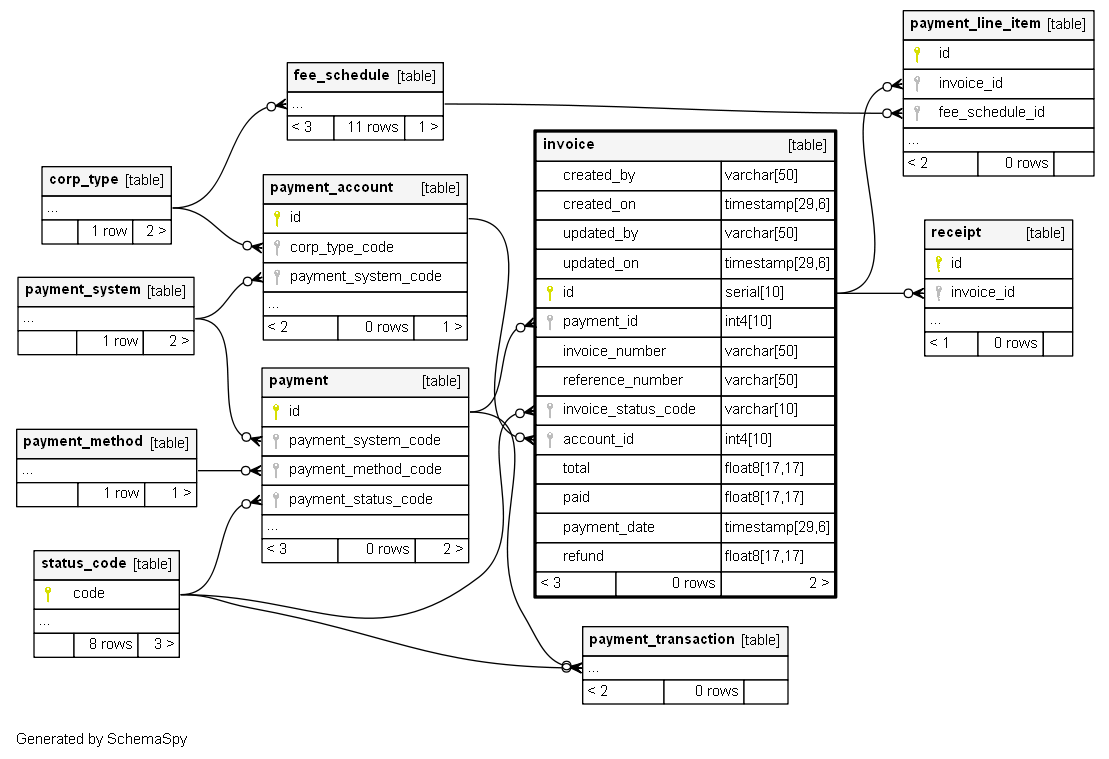 payment_line_item [table]
id
invoice_id
fee_schedule_id
...
< 2 0 rows
fee_schedule [table]
...
< 3 11 rows 1 >
corp_type [table]
...
1 row 2 >
payment_account [table]
id
corp_type_code
payment_system_code
...
< 2 0 rows 1 >
invoice [table]
created_by varchar[50]
created_on timestamp[29,6]
updated_by varchar[50]
updated_on timestamp[29,6]
id serial[10]
payment_id int4[10]
invoice_number varchar[50]
reference_number varchar[50]
invoice_status_code varchar[10]
account_id int4[10]
total float8[17,17]
paid float8[17,17]
payment_date timestamp[29,6]
refund float8[17,17]
< 3 0 rows 2 >
receipt [table]
id
invoice_id
...
< 1 0 rows
payment_system [table]
...
1 row 2 >
payment [table]
id
payment_system_code
payment_method_code
payment_status_code
...
< 3 0 rows 2 >
payment_method [table]
...
1 row 1 >
status_code [table]
code
...
8 rows 3 >
payment_transaction [table]
...
< 2 0 rows
Generated by SchemaSpy